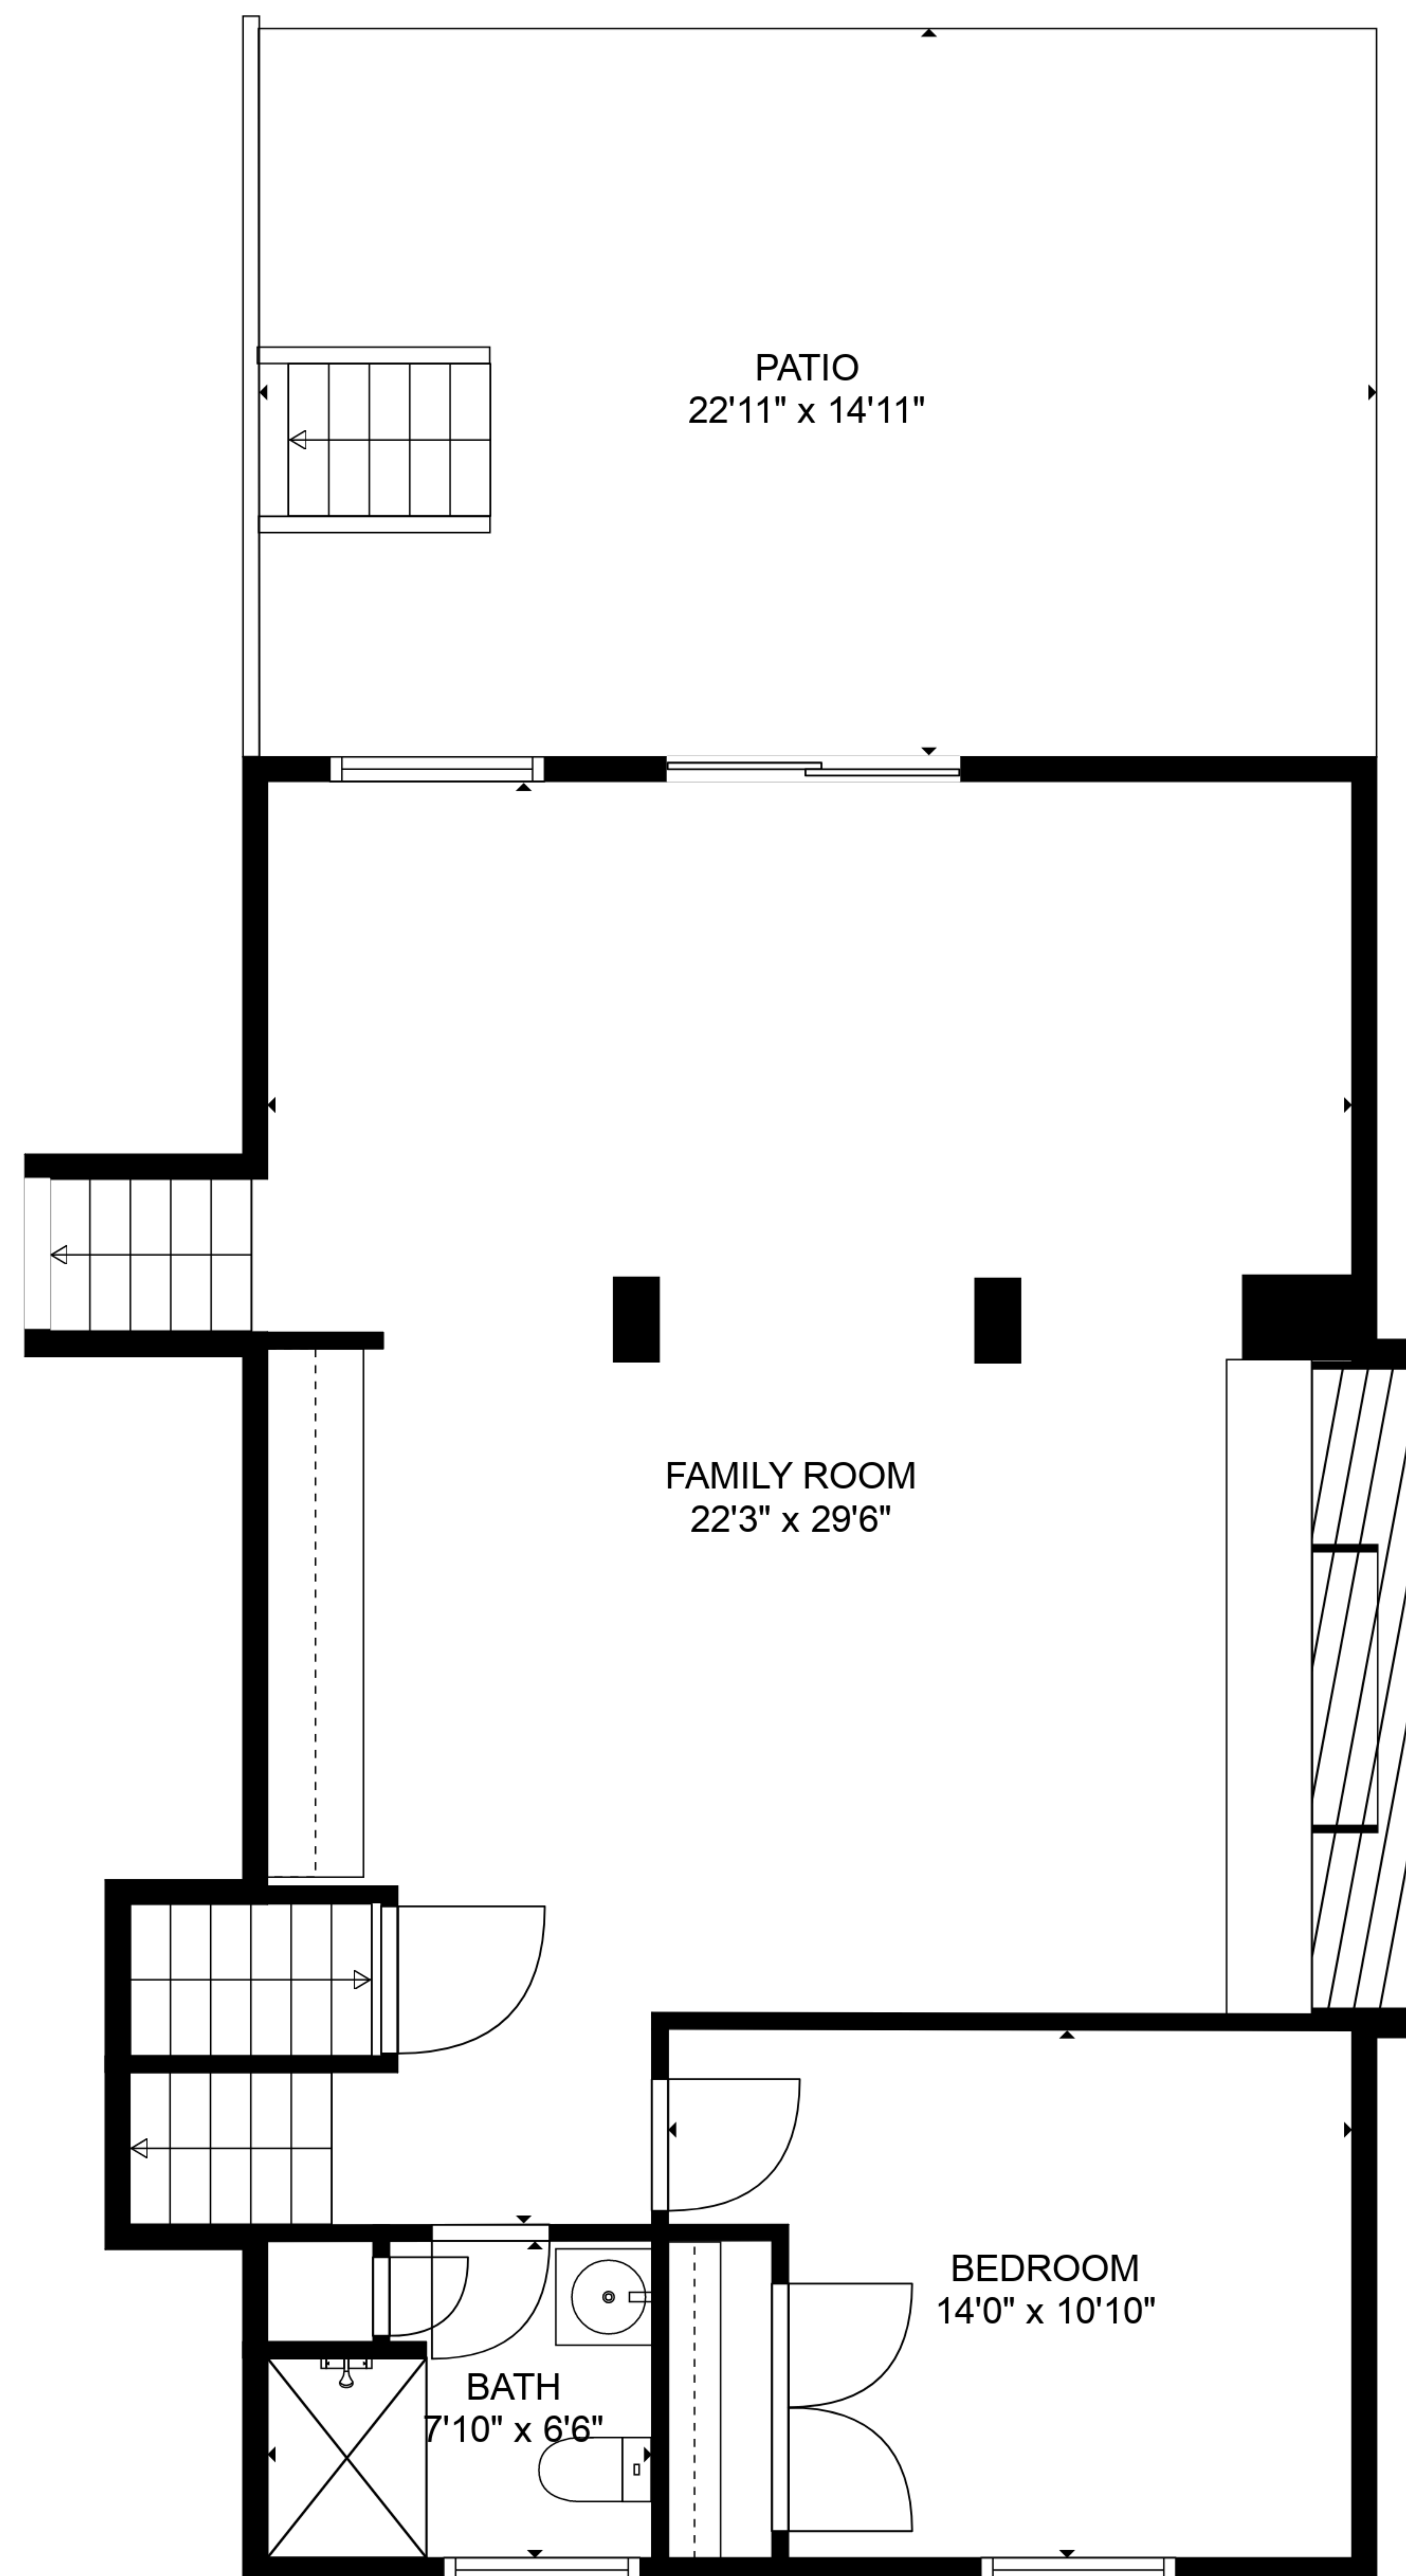 PATIO
22'11" x 14'11"
FAMILY ROOM
22'3" x 29'6"
BEDROOM
14'0" x 10'10"
BATH
7'10" x 6'6"